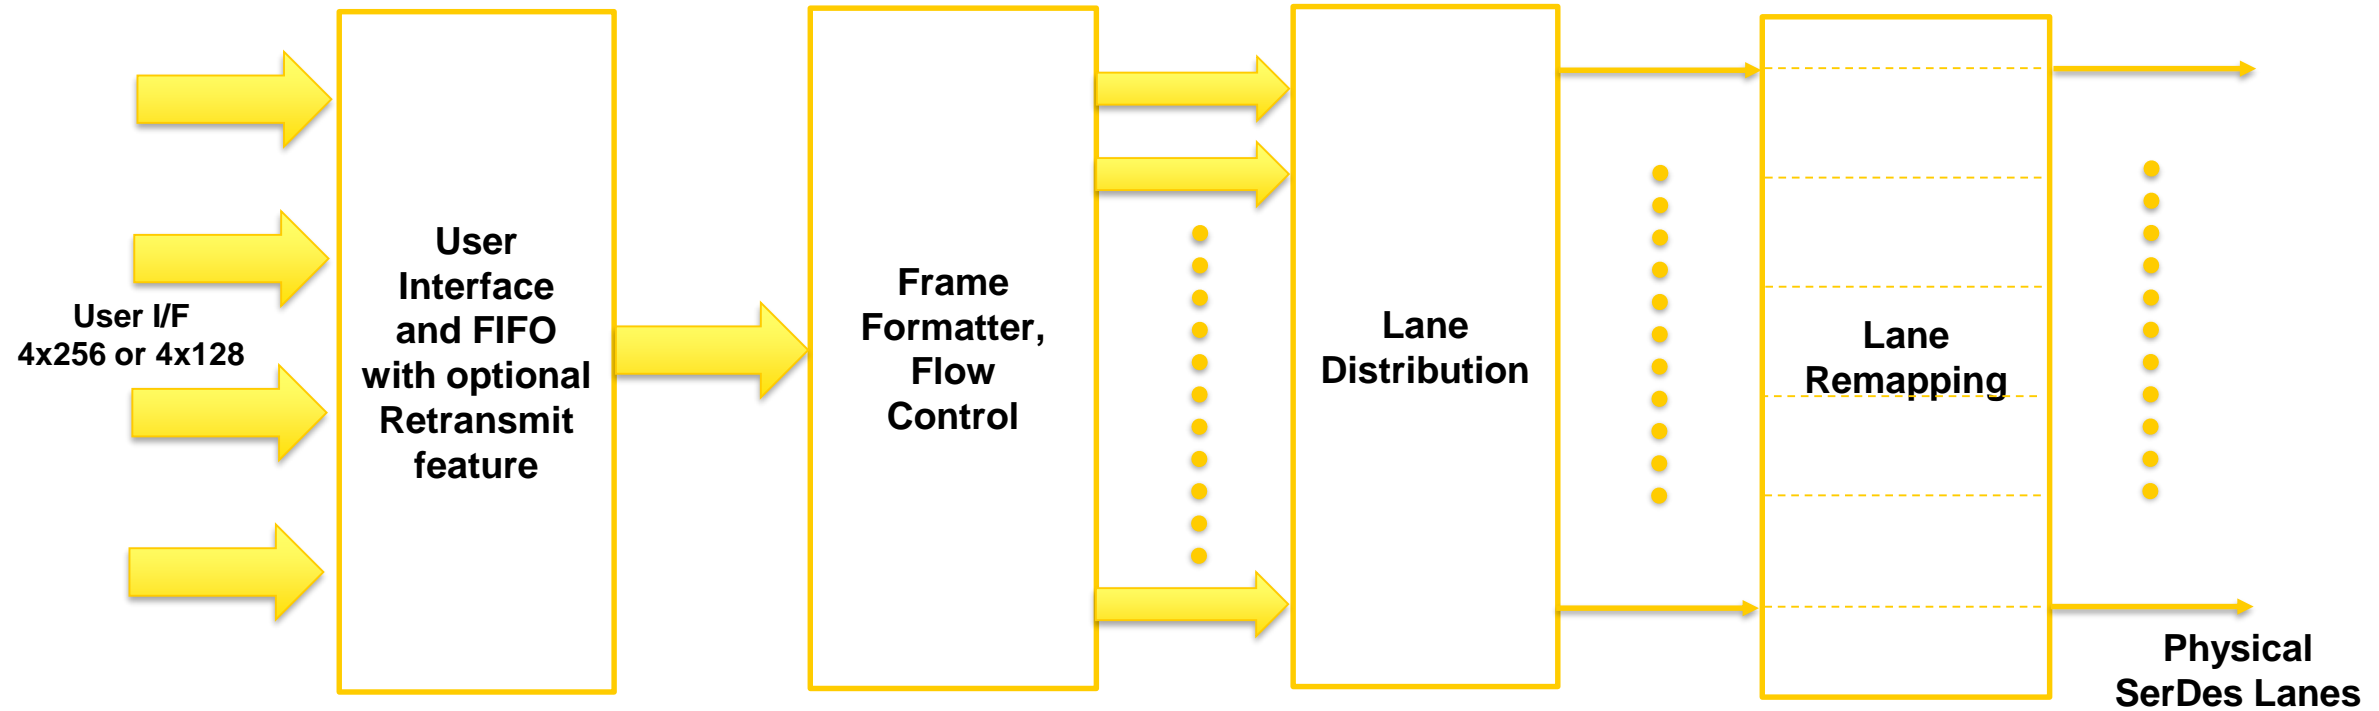 User I/F
4x256 or 4x128
User
Interface
and FIFO
with optional
Retransmit
feature
Frame
Formatter,
Flow
Control
Lane
Distribution
Lane
Remapping
Physical
SerDes Lanes